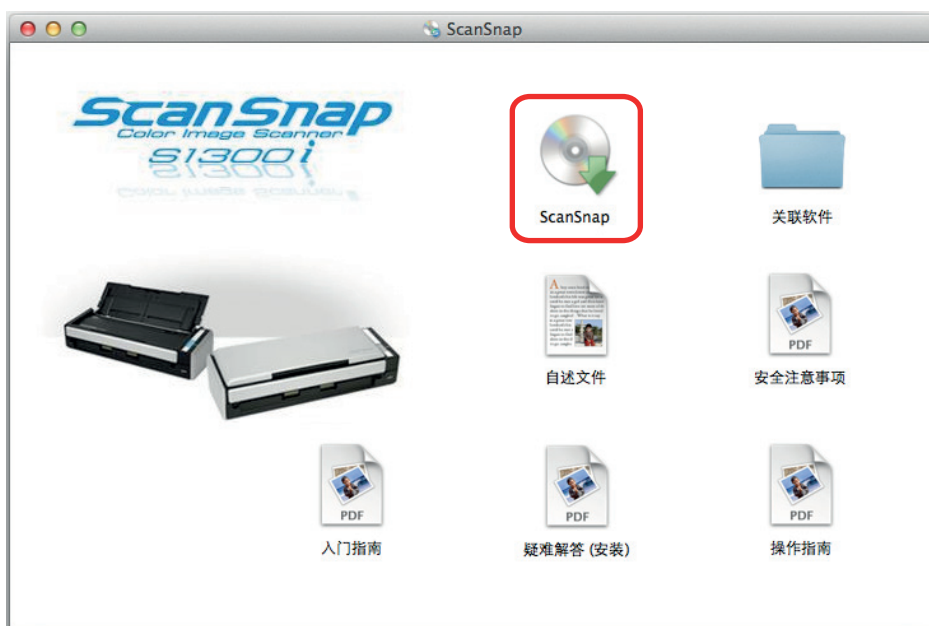 ScanSnap
ScanSnap
Color Image Scanner
S1300i
ScanSnap
关联软件
自述文件
PDF
安全注意事项
PDF
入门指南
PDF
疑难解答 (安装)
PDF
操作指南